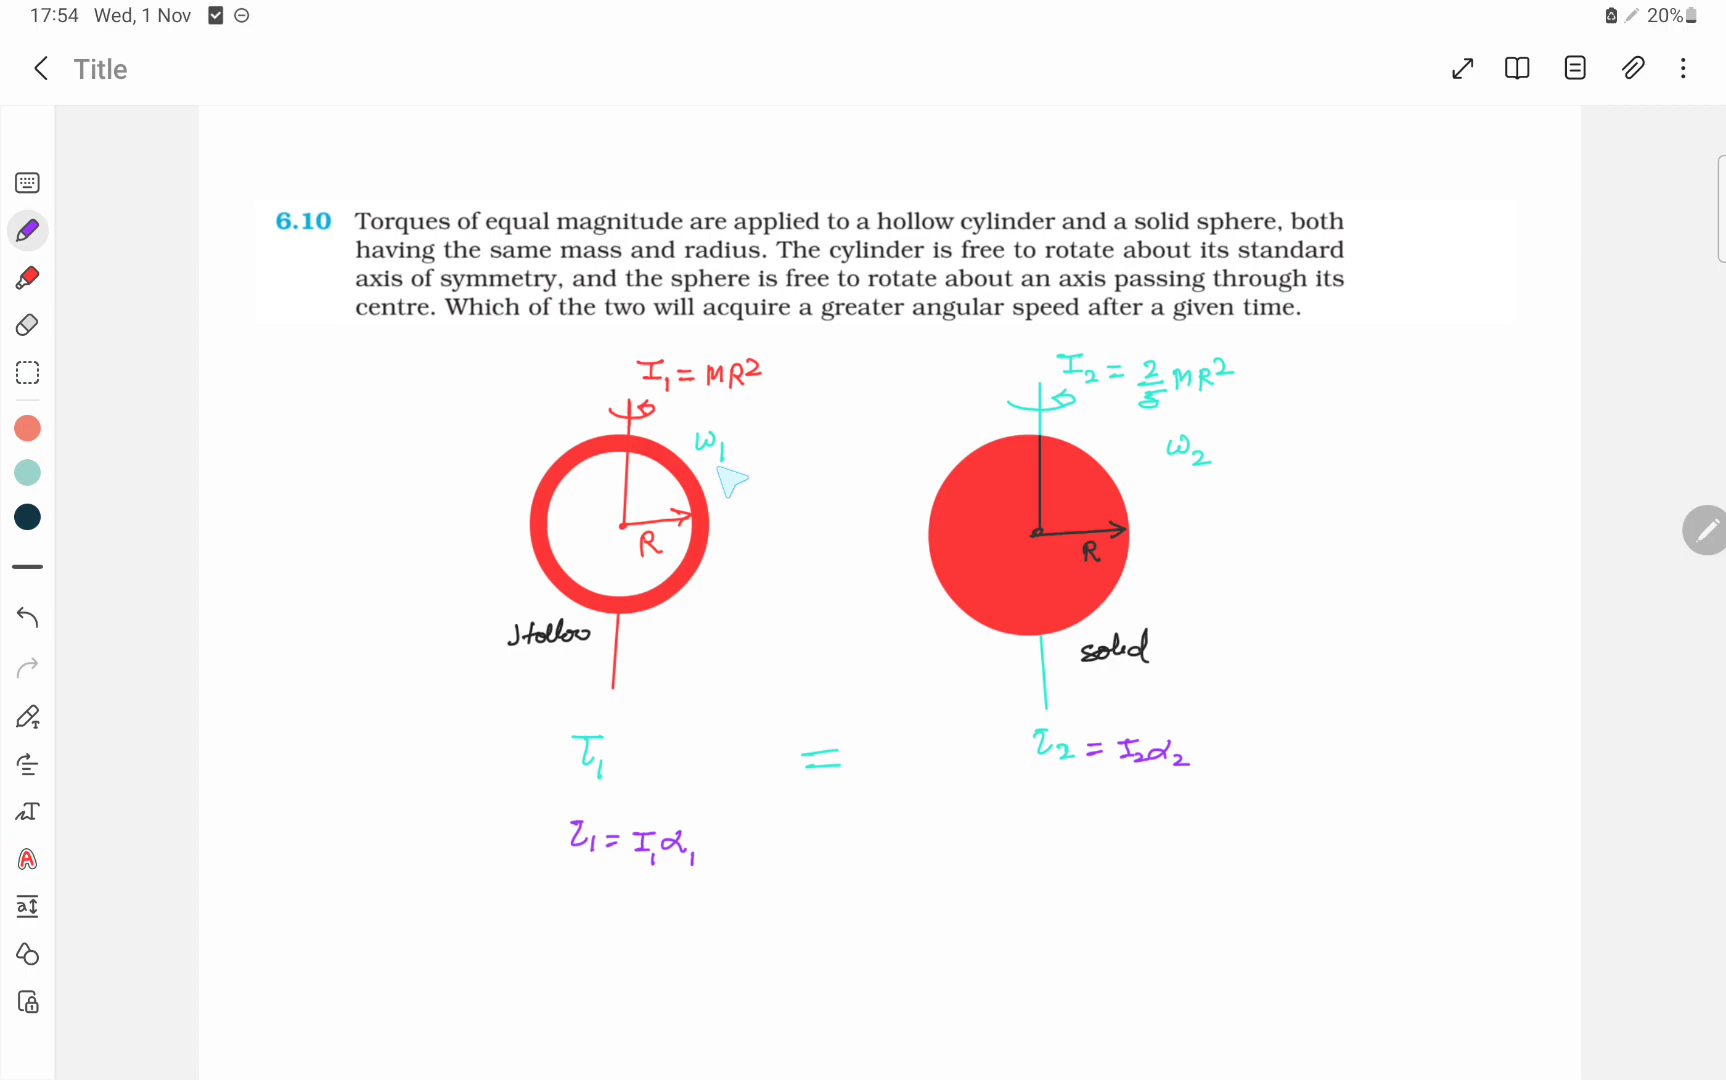 17:54 Wed, 1 Nov
20%
Title
6.10 Torques of equal magnitude are applied to a hollow cylinder and a solid sphere, both
having the same mass and radius. The cylinder is free to rotate about its standard
axis of symmetry, and the sphere is free to rotate about an axis passing through its
centre. Which of the two will acquire a greater angular speed after a given time.
I₁ = MR²
I₂ = 2/5 MR²
ω₁
ω₂
R
R
Hollow
solid
τ₁ = τ₂ = I₂α₂
τ₁ = I₁α₁